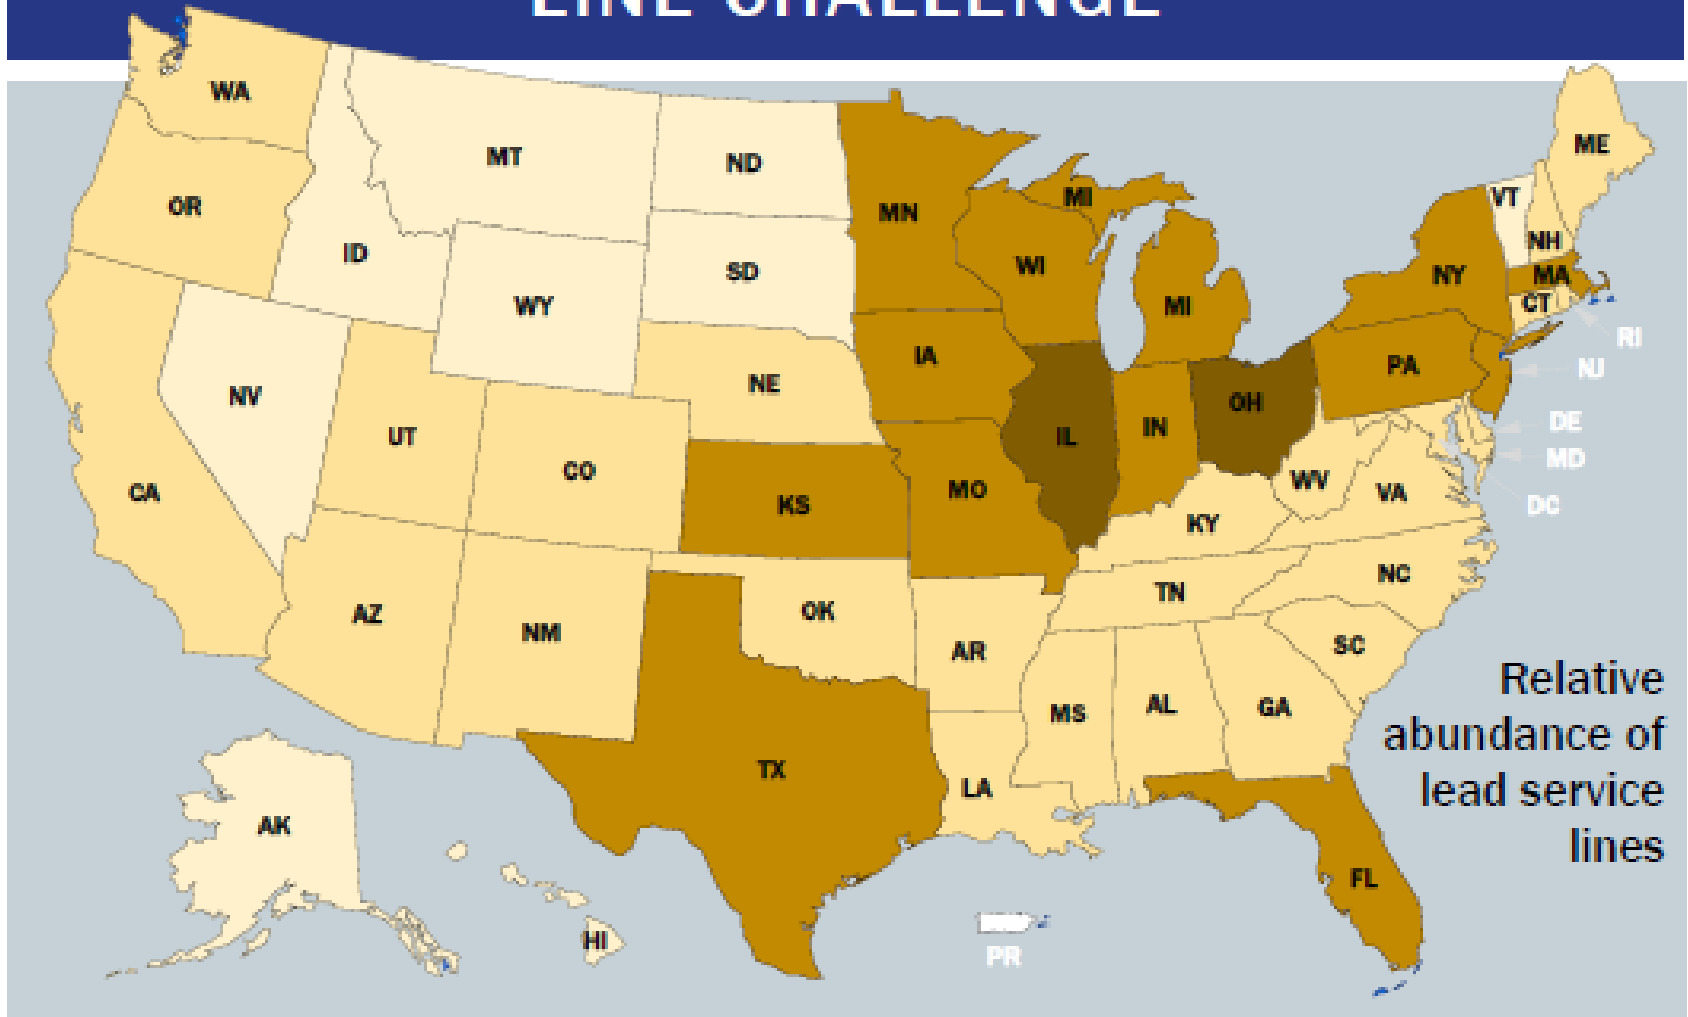 LINE CHALLENGE
WA
MT
ND
ME
OR
ID
MN
MI
VT
NH
SD
WI
NY
MA
WY
MI
CT
RI
IA
PA
NJ
NV
NE
OH
UT
IL
IN
DE
CO
MD
CA
KS
MO
WV
VA
DC
KY
AZ
NM
OK
TN
NC
AR
SC
MS
AL
GA
Relative
abundance of
lead service
lines
TX
LA
AK
FL
HI
PR